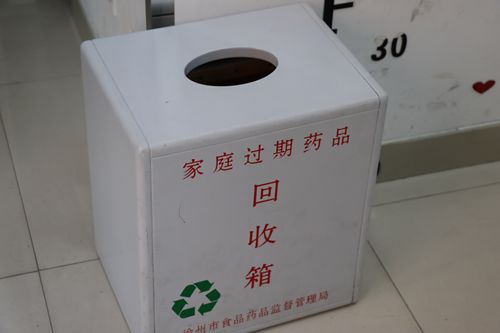 30
家庭过期药品
回收箱
州市食品药品监督管理局